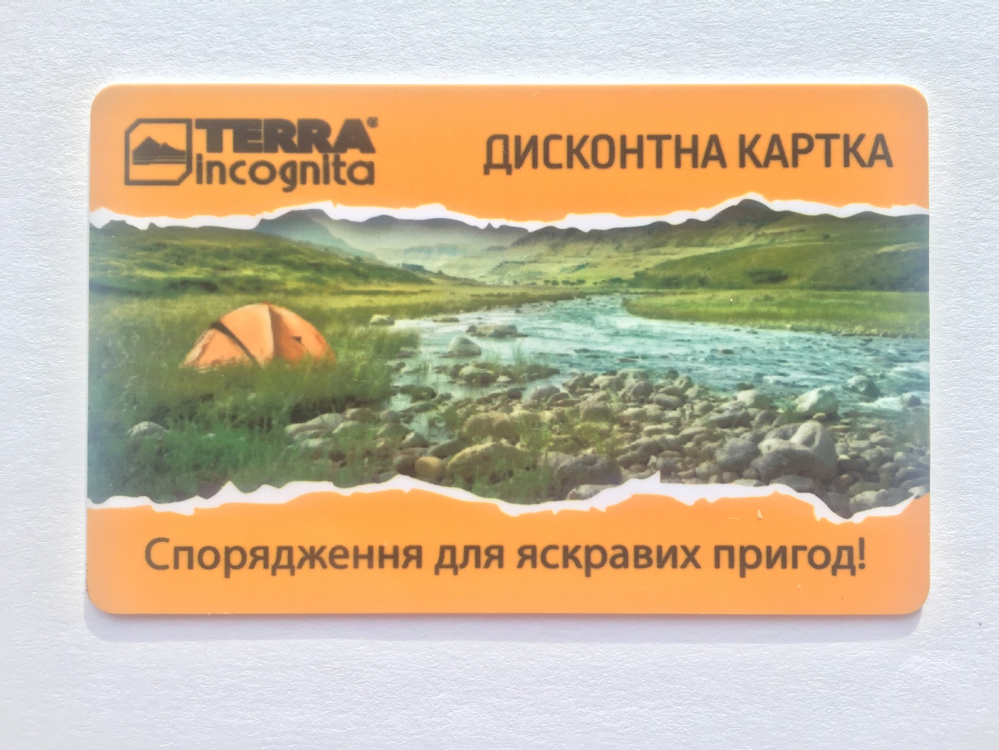 TERRA®
incognita
ДИСКОНТНА КАРТКА
Спорядження для яскравих пригод!